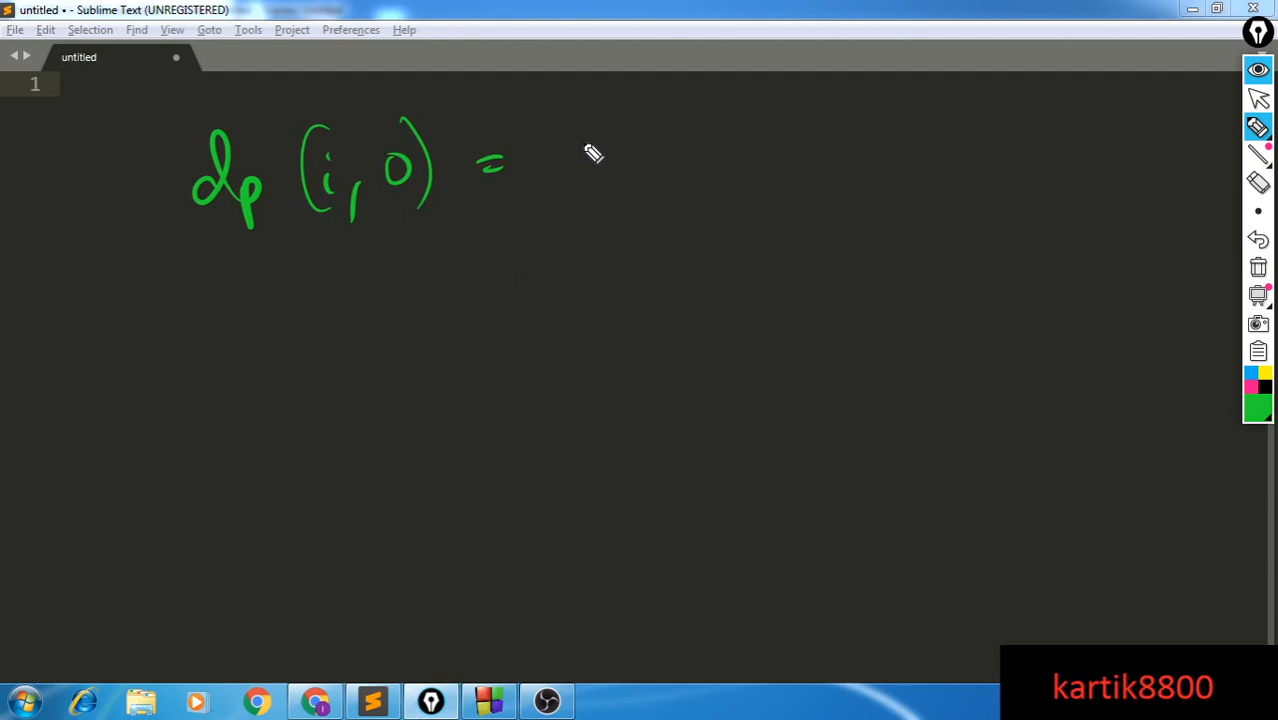 untitled • - Sublime Text (UNREGISTERED)
File Edit Selection Find View Goto Tools Project Preferences Help
untitled
1
dp (i, 0) =
kartik8800